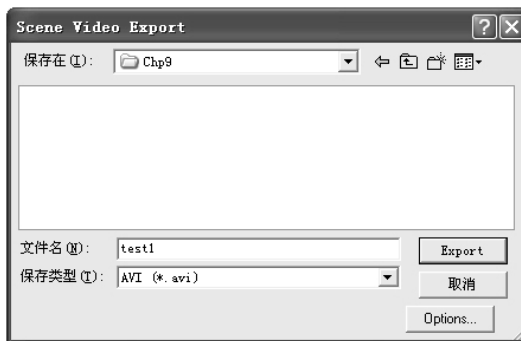 Scene Video Export
保存在(I): Chp9
文件名(N): test1 Export
保存类型(T): AVI (*.avi) 取消
Options...